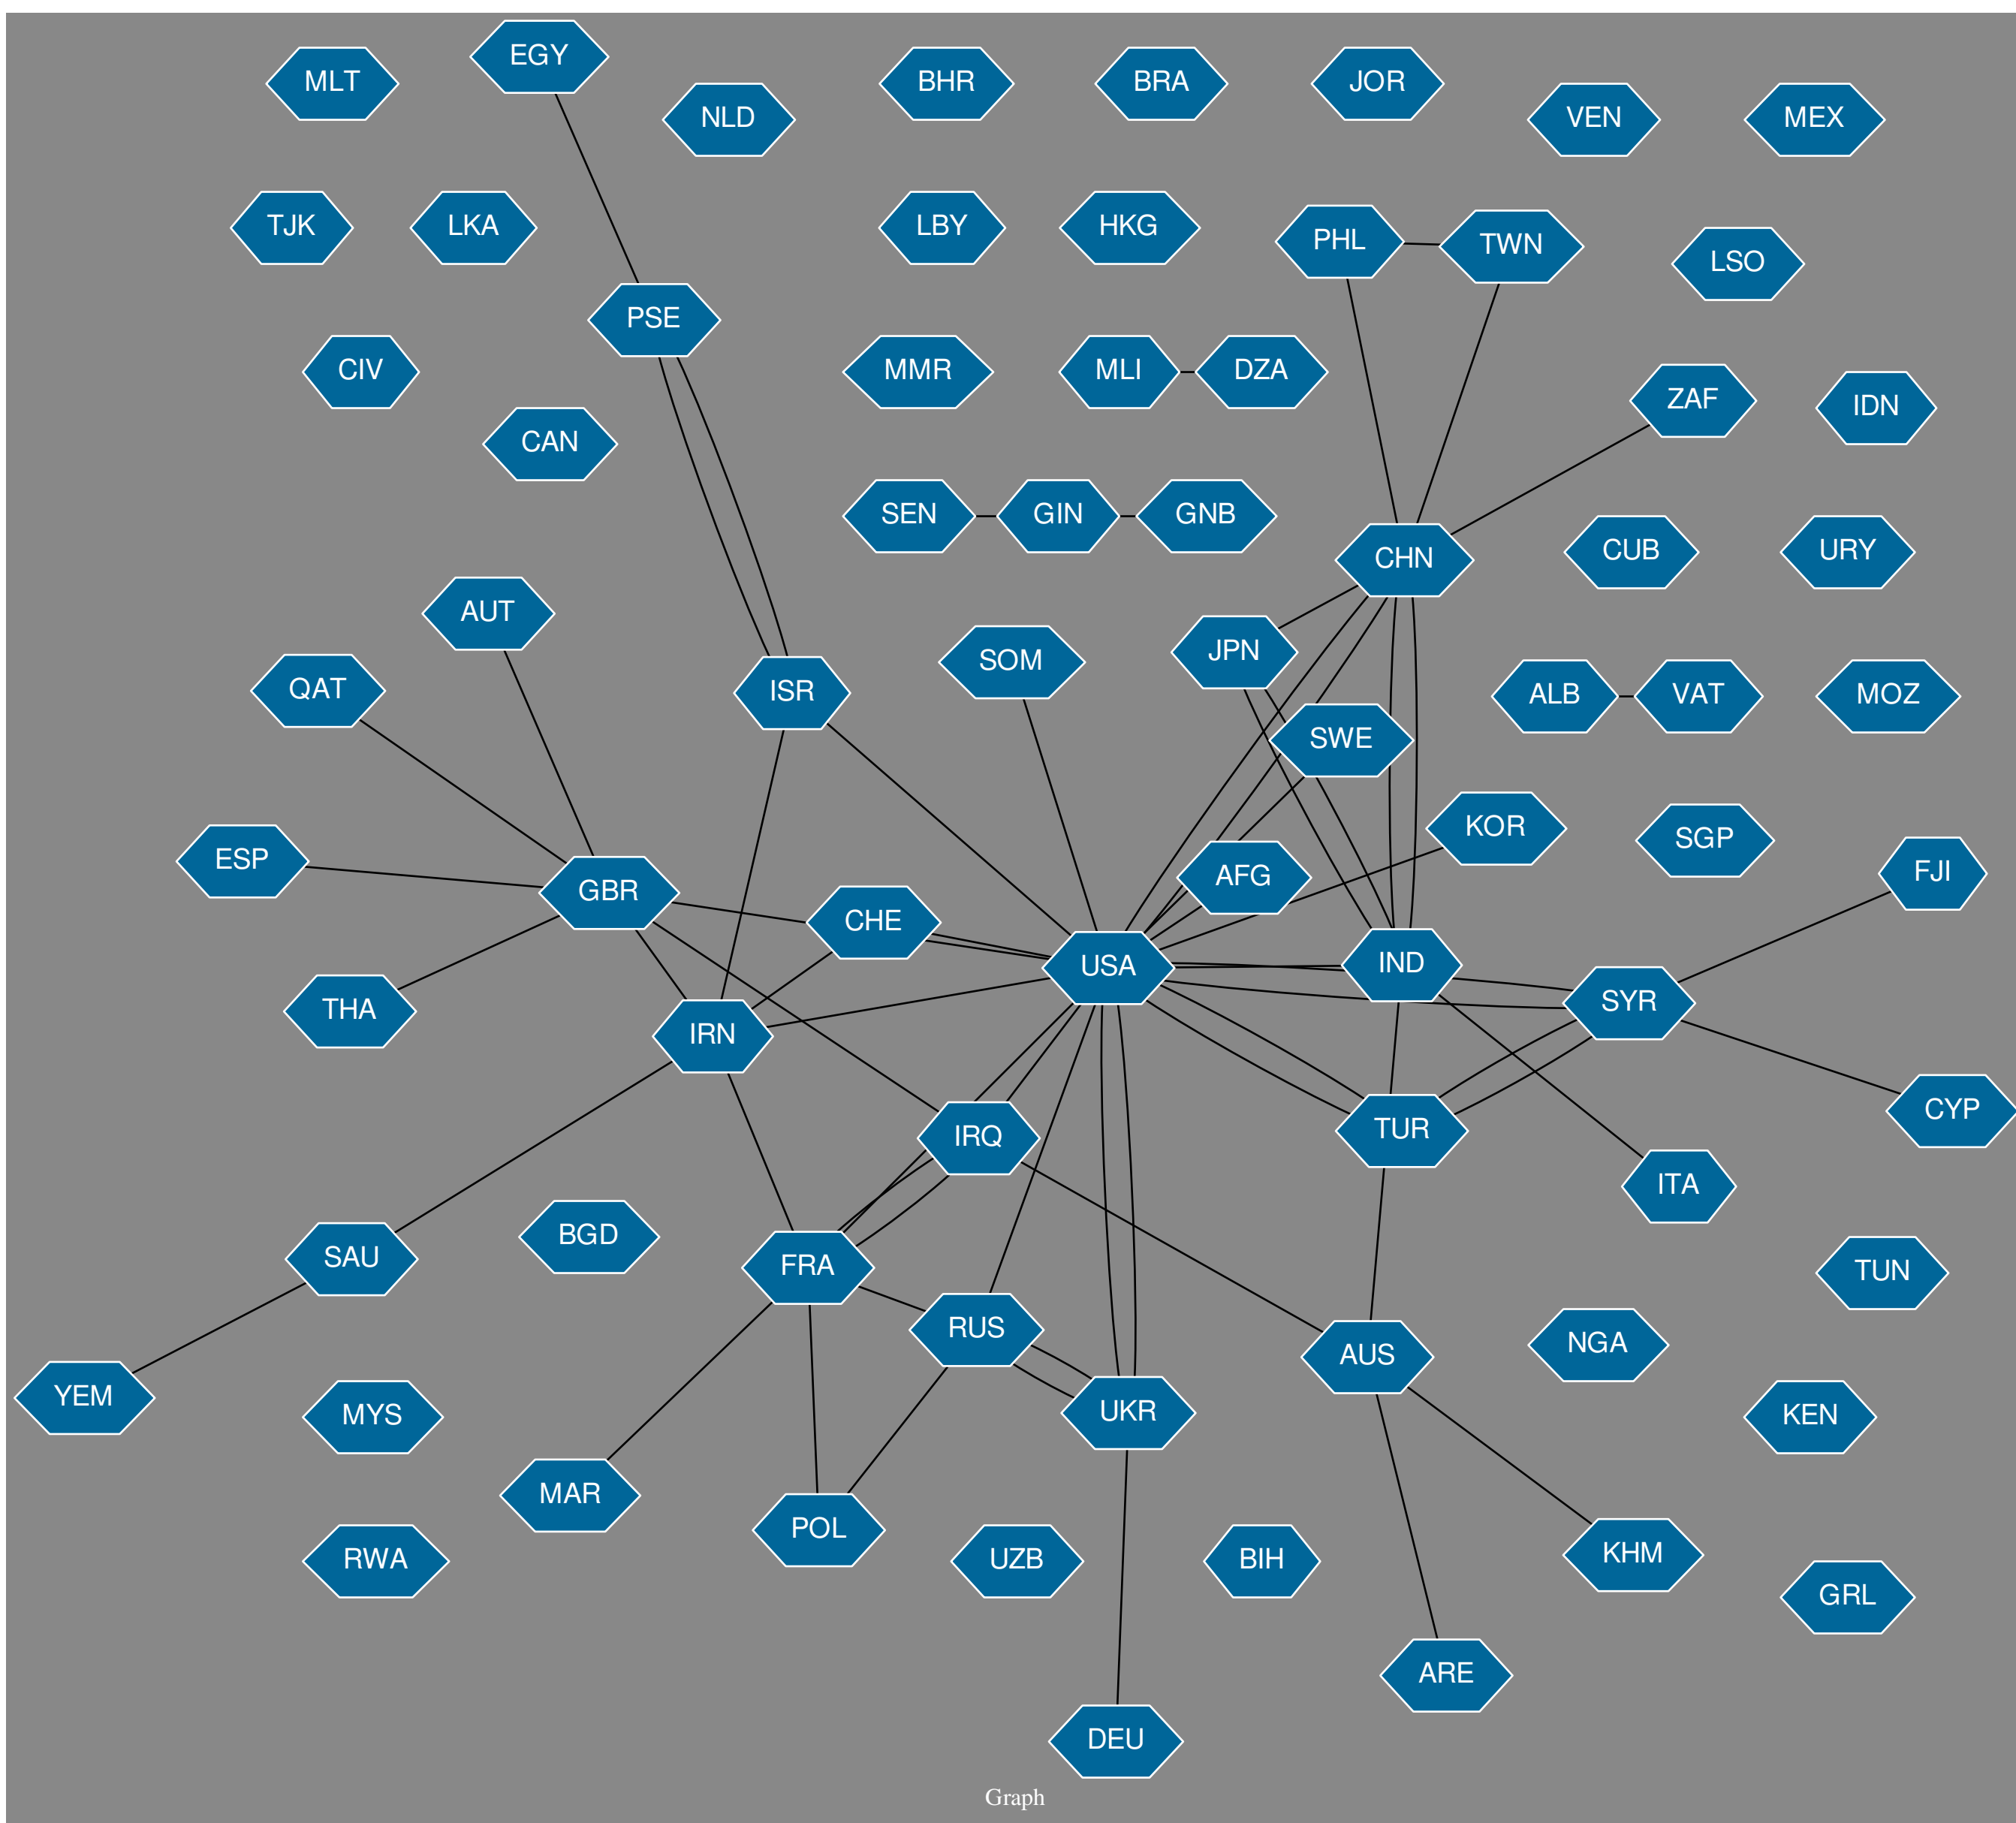 EGY
MLT
BHR
BRA
JOR
NLD
VEN
MEX
TJK
LKA
LBY
HKG
PHL
TWN
LSO
PSE
CIV
MMR
MLI
DZA
ZAF
IDN
CAN
SEN
GIN
GNB
CHN
CUB
URY
AUT
QAT
ISR
SOM
JPN
ALB
VAT
MOZ
SWE
KOR
SGP
ESP
GBR
CHE
AFG
FJI
USA
IND
SYR
THA
IRN
IRQ
TUR
CYP
ITA
BGD
SAU
FRA
TUN
RUS
AUS
NGA
YEM
MYS
UKR
KEN
MAR
POL
RWA
UZB
BIH
KHM
GRL
ARE
DEU
Graph